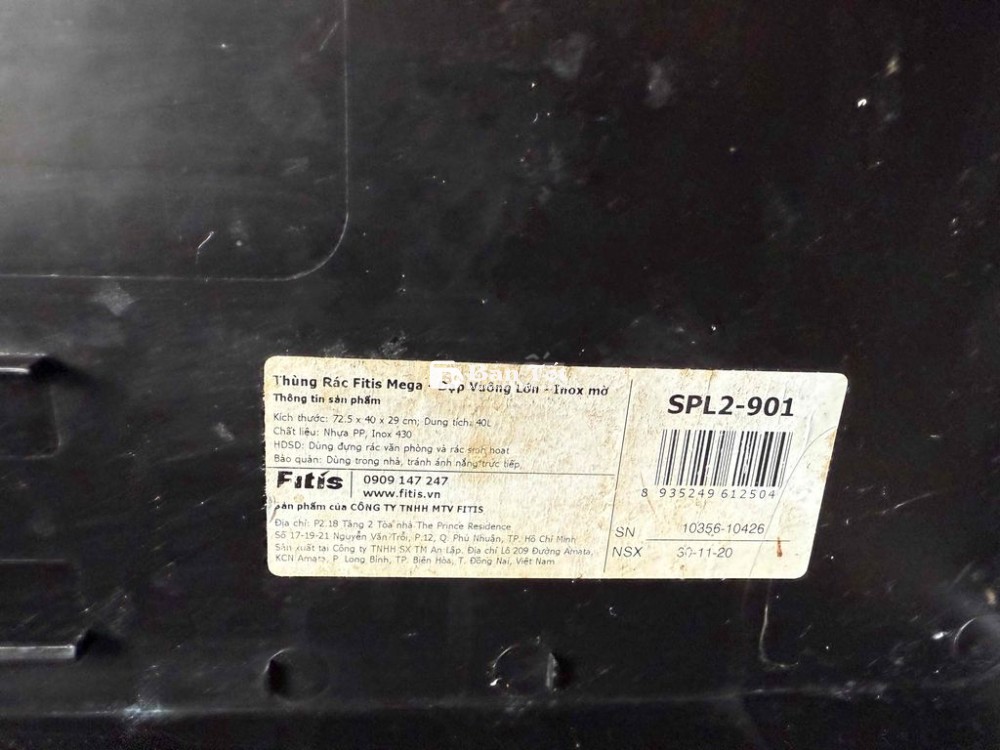 Thùng Rác Fitis Mega - Đạp Vuông Lớn - Inox mờ
Thông tin sản phẩm
Kích thước: 72.5 x 40 x 29 cm; Dung tích: 40L
Chất liệu: Nhựa PP, Inox 430
HDSD: Dùng đựng rác văn phòng và rác sinh hoạt
Bảo quản: Dùng trong nhà, tránh ánh nắng trực tiếp.
Fitis
0909 147 247
www.fitis.vn
Sản phẩm của CÔNG TY TNHH MTV FITIS
Địa chỉ: P2.18 Tầng 2 Tòa nhà The Prince Residence
Số 17-19-21 Nguyễn Văn Trỗi, P.12, Q. Phú Nhuận, TP. Hồ Chí Minh
Sản xuất tại Công ty TNHH SX TM An Lập. Địa chỉ Lô 209 Đường Amata,
KCN Amata, P. Long Bình, TP. Biên Hòa, T. Đồng Nai, Việt Nam
SPL2-901
8 935249 612504
SN 10356-10426
NSX 30-11-20